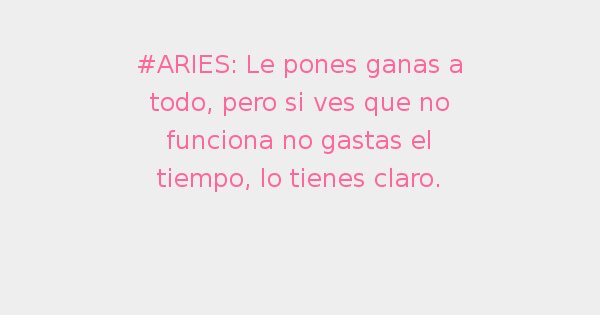 #ARIES: Le pones ganas a
todo, pero si ves que no
funciona no gastas el
tiempo, lo tienes claro.